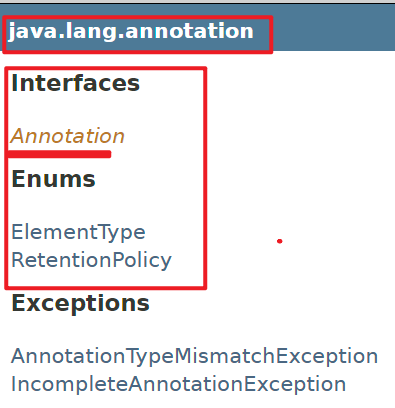 java.lang.annotation
Interfaces
Annotation
Enums
ElementType
RetentionPolicy
Exceptions
AnnotationTypeMismatchException
IncompleteAnnotationException